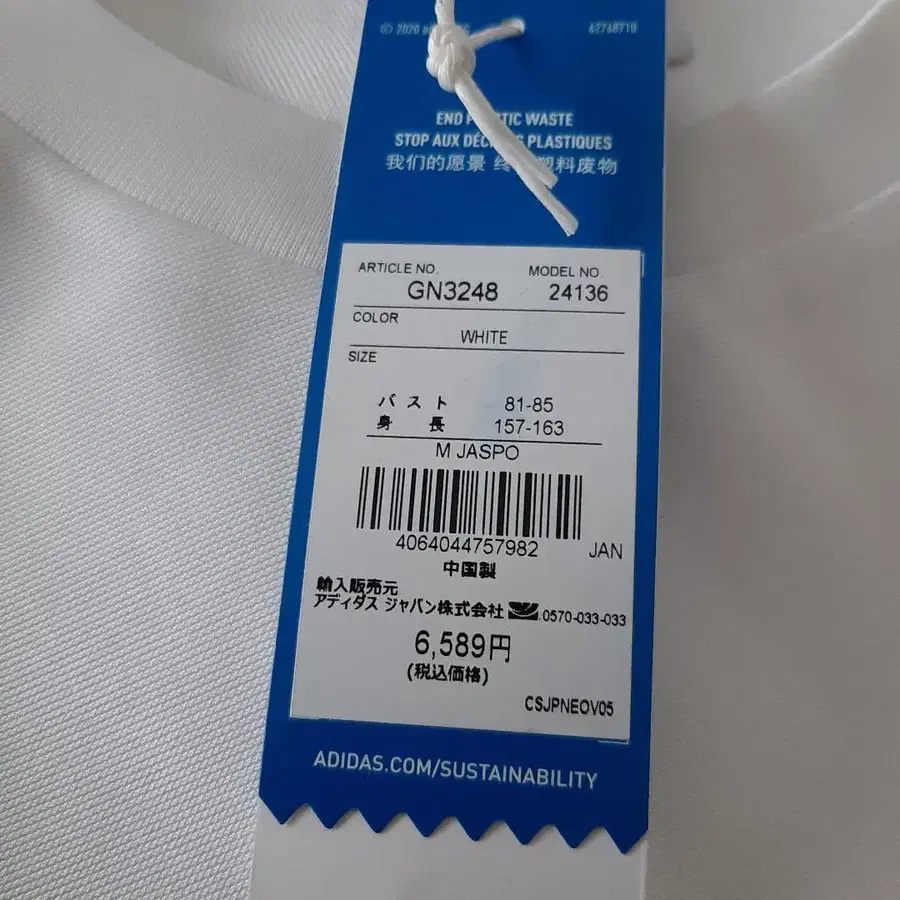 © 2020 62760710
END PLASTIC WASTE
STOP AUX DÉCHETS PLASTIQUES
我们的愿景 终 塑料废物
ARTICLE NO. MODEL NO.
GN3248 24136
COLOR
WHITE
SIZE
バスト 81-85
身長 157-163
M JASPO
4064044757982 JAN
中国製
輸入販売元
アディダス ジャパン株式会社 0570-033-033
6,589円
(税込価格)
CSJPNEOV05
ADIDAS.COM/SUSTAINABILITY